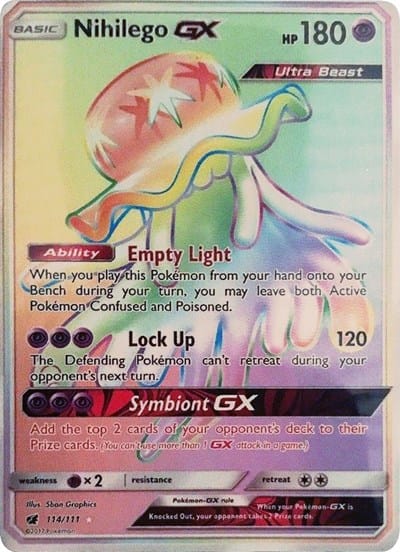 BASIC Nihilego GX HP 180
Ultra Beast
Ability Empty Light
When you play this Pokémon from your hand onto your
Bench during your turn, you may leave both Active
Pokémon Confused and Poisoned.
Lock Up 120
The Defending Pokémon can't retreat during your
opponent's next turn.
Symbiont GX
Add the top 2 cards of your opponent's deck to their
Prize cards. (You can't use more than 1 GX attack in a game.)
weakness ×2 resistance retreat
Illus. 5ban Graphics
Pokémon-GX rule
When your Pokémon-GX is
Knocked Out, your opponent takes 2 Prize cards.
114/111
©2017 Pokémon